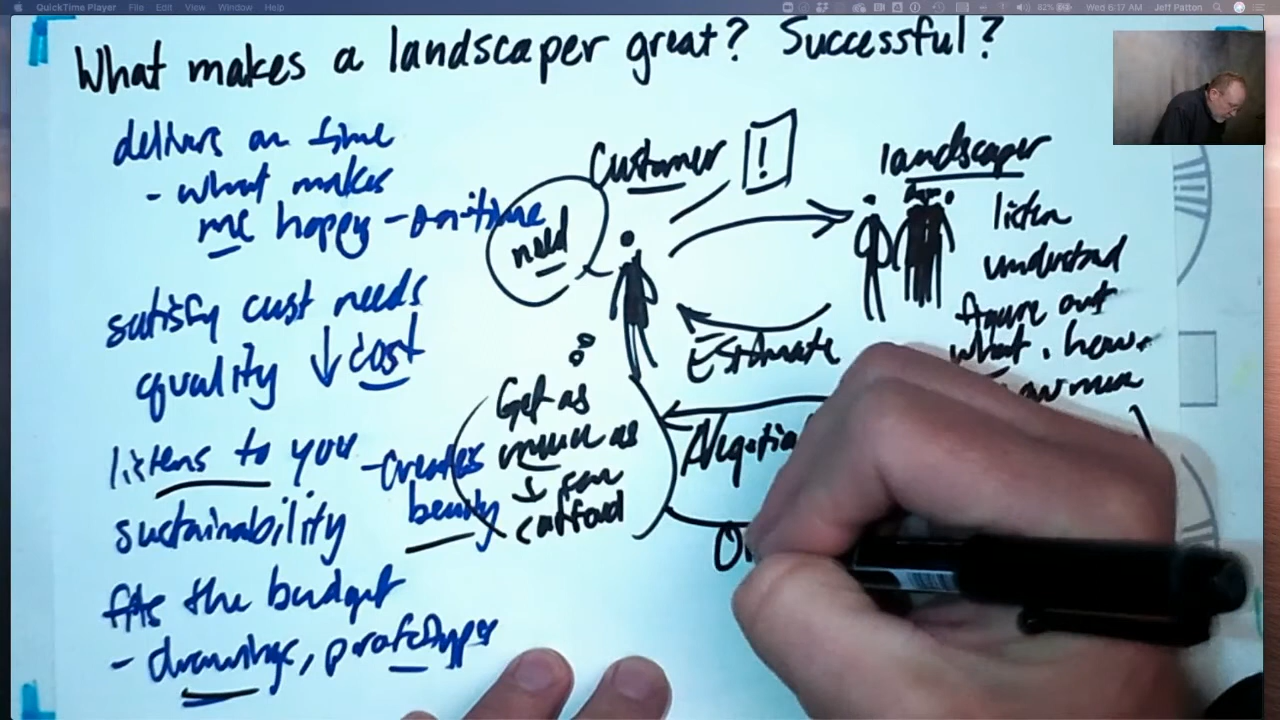 QuickTime Player File Edit View Window Help
82% Wed 6:17 AM Jeff Patton
What makes a landscaper great? Successful?
delivers on time
- what makes
me happy - on-time
satisfy cust needs
quality ↓ cost
listens to you
- creates
beauty
sustainability
fits the budget
- drawings, prototypes
Customer !
need
Get as
much as
I can
afford
landscaper
listen
understand
figure out
what, how +
how much
Estimate